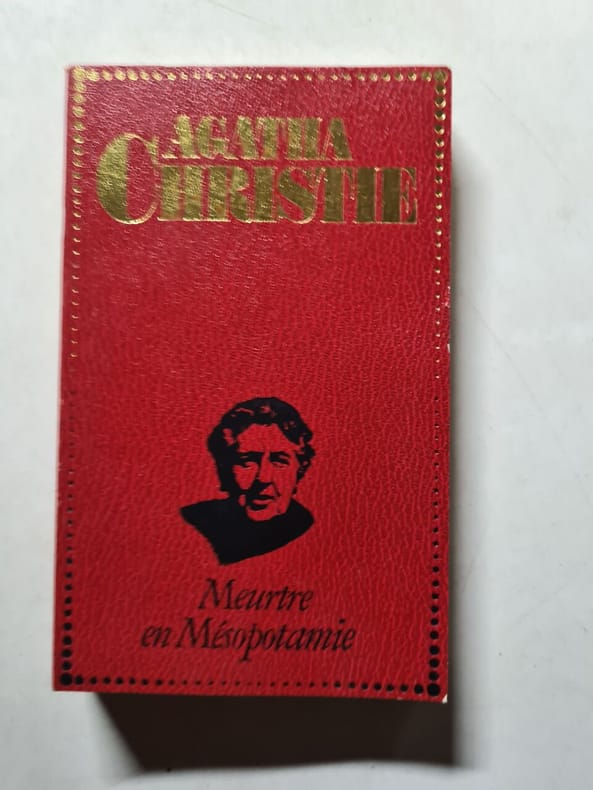 AGATHA
CHRISTIE
Meurtre
en Mésopotamie